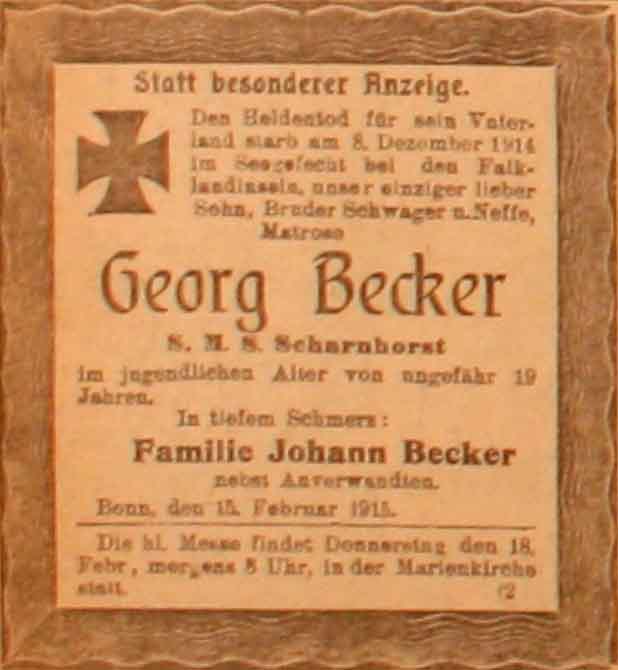 Statt besonderer Anzeige.
Den Heldentod für sein Vater-
land starb am 8. Dezember 1914
im Seegefecht bei den Falk-
landinseln, unser einziger lieber
Sohn, Bruder Schwager u. Neffe,
Matrose
Georg Becker
S. M. S. Scharnhorst
im jugendlichen Alter von ungefähr 19
Jahren.
In tiefem Schmerz:
Familie Johann Becker
nebst Anverwandten.
Bonn, den 15. Februar 1915.
Die hl. Messe findet Donnerstag den 18.
Febr, morgens 8 Uhr, in der Marienkirche
statt. (2